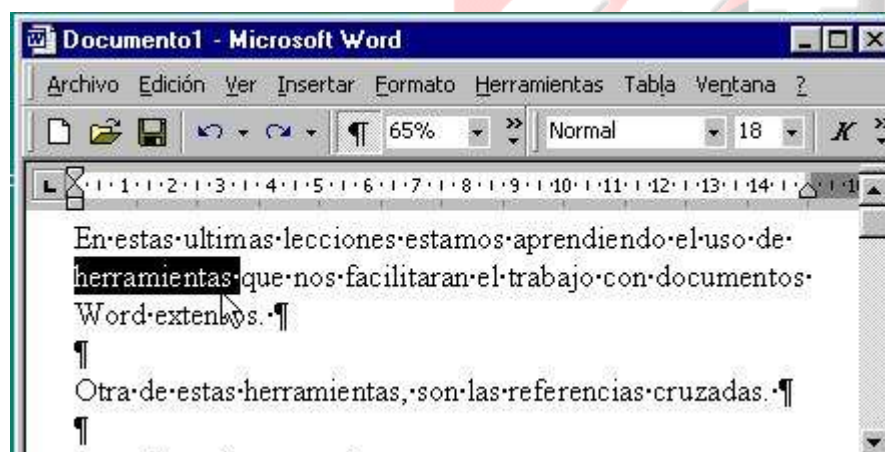 Documento1 - Microsoft Word
Archivo Edición Ver Insertar Formato Herramientas Tabla Ventana ?
¶ 65% » Normal 18 K »
L 1 2 3 4 5 6 7 8 9 10 11 12 13 14
En·estas·ultimas·lecciones·estamos·aprendiendo·el·uso·de·
herramientas·que·nos·facilitaran·el·trabajo·con·documentos·
Word·extensos.·¶
¶
Otra·de·estas·herramientas,·son·las·referencias·cruzadas.·¶
¶